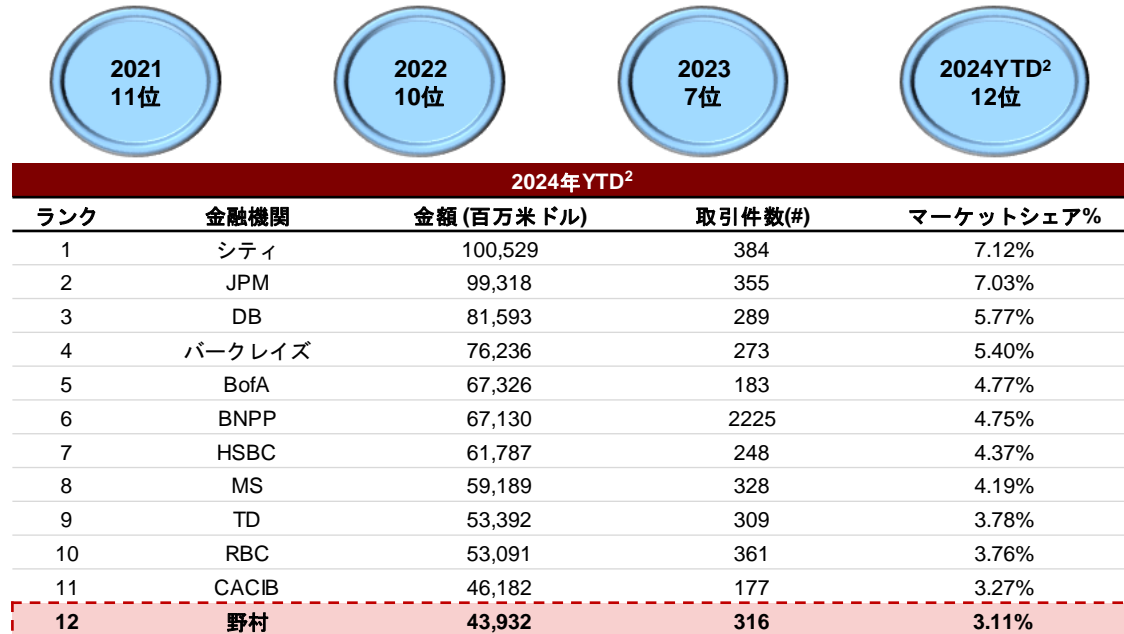 2021 2022 2023 2024YTD²
11位 10位 7位 12位
2024年YTD²
ランク 金融機関 金額 (百万米ドル) 取引件数(#) マーケットシェア%
1 シティ 100,529 384 7.12%
2 JPM 99,318 355 7.03%
3 DB 81,593 289 5.77%
4 バークレイズ 76,236 273 5.40%
5 BofA 67,326 183 4.77%
6 BNPP 67,130 2225 4.75%
7 HSBC 61,787 248 4.37%
8 MS 59,189 328 4.19%
9 TD 53,392 309 3.78%
10 RBC 53,091 361 3.76%
11 CACIB 46,182 177 3.27%
12 野村 43,932 316 3.11%